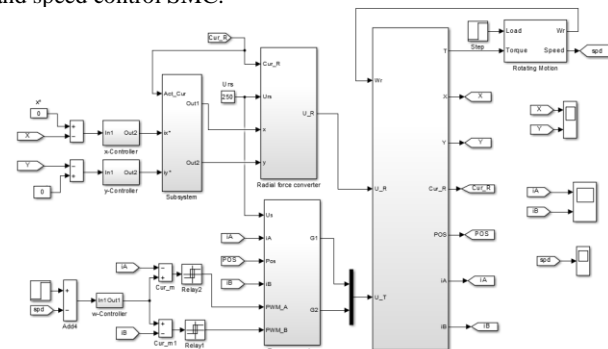 and speed control SMC.
Cur_R
Urs
250
Cur_R
Urs
x
y
U_R
Radial force converter
Act_Cur
Out1
ix*
Out2
iy*
Subsystem
x*
0
X
In1 Out2
x-Controller
Y
0
In1 Out2
y-Controller
Us
iA
Pos
iB
PWM_A
PWM_B
G1
G2
iA
POS
iB
iA
Cur_m
Relay2
In1 Out1
w-Controller
spd
Add4
iB
Cur_m1
Relay1
Wr
U_R
U_T
T
X
Y
Cur_R
POS
iA
iB
Step
Load
Torque
Wr
Speed
Rotating Motion
spd
X
Y
Cur_R
POS
iA
iB
X
Y
iA
iB
spd